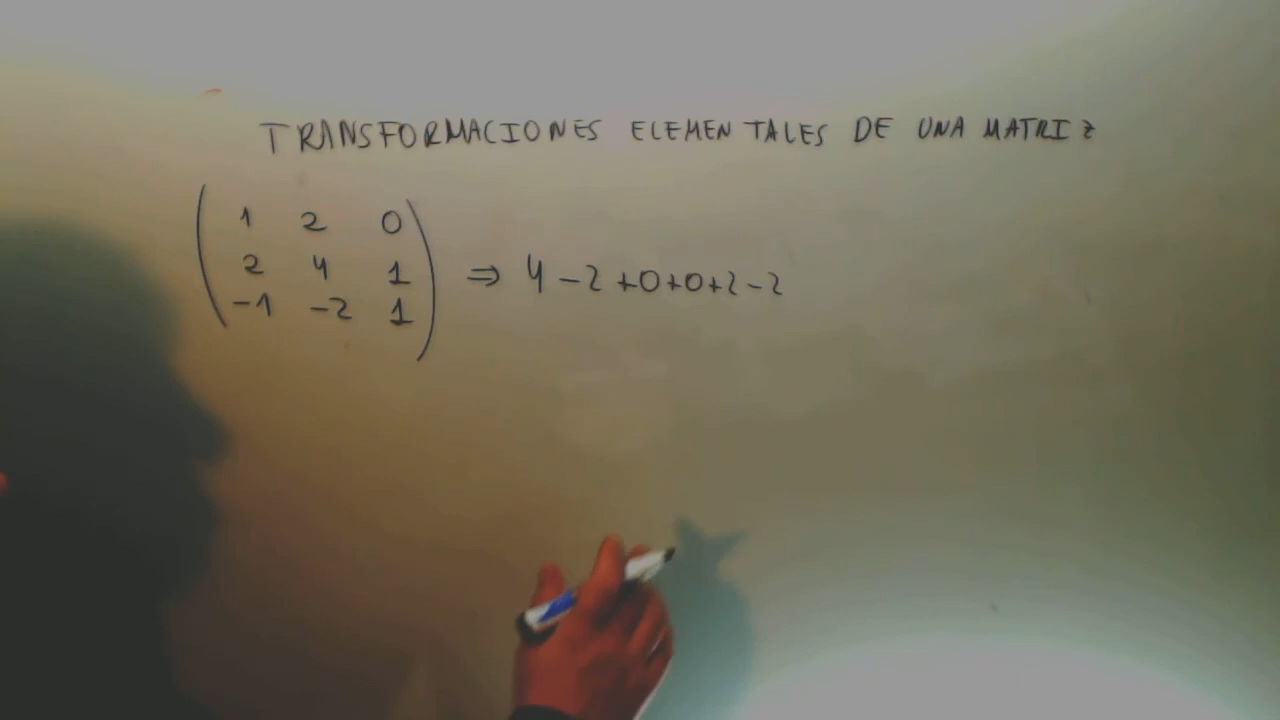 TRANSFORMACIONES ELEMENTALES DE UNA MATRIZ
1 2 0
2 4 1 ⇒ 4-2+0+0+2-2
-1 -2 1